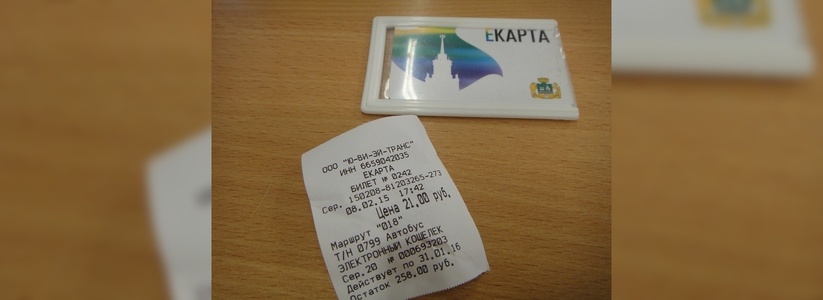 ЕКАРТА
ООО "Ю-ВИ-ЭЙ-ТРАНС"
ИНН 6659042035
ЕКАРТА
БИЛЕТ № 0242
Сер. 150208-81203265-273
08.02.15 17:42
Цена 21.00 руб.
Маршрут "018"
Т/Н 0799 Автобус
ЭЛЕКТРОННЫЙ КОШЕЛЕК
Сер.20 № 000693203
Действует по 31.01.16
Остаток 258.00 руб.